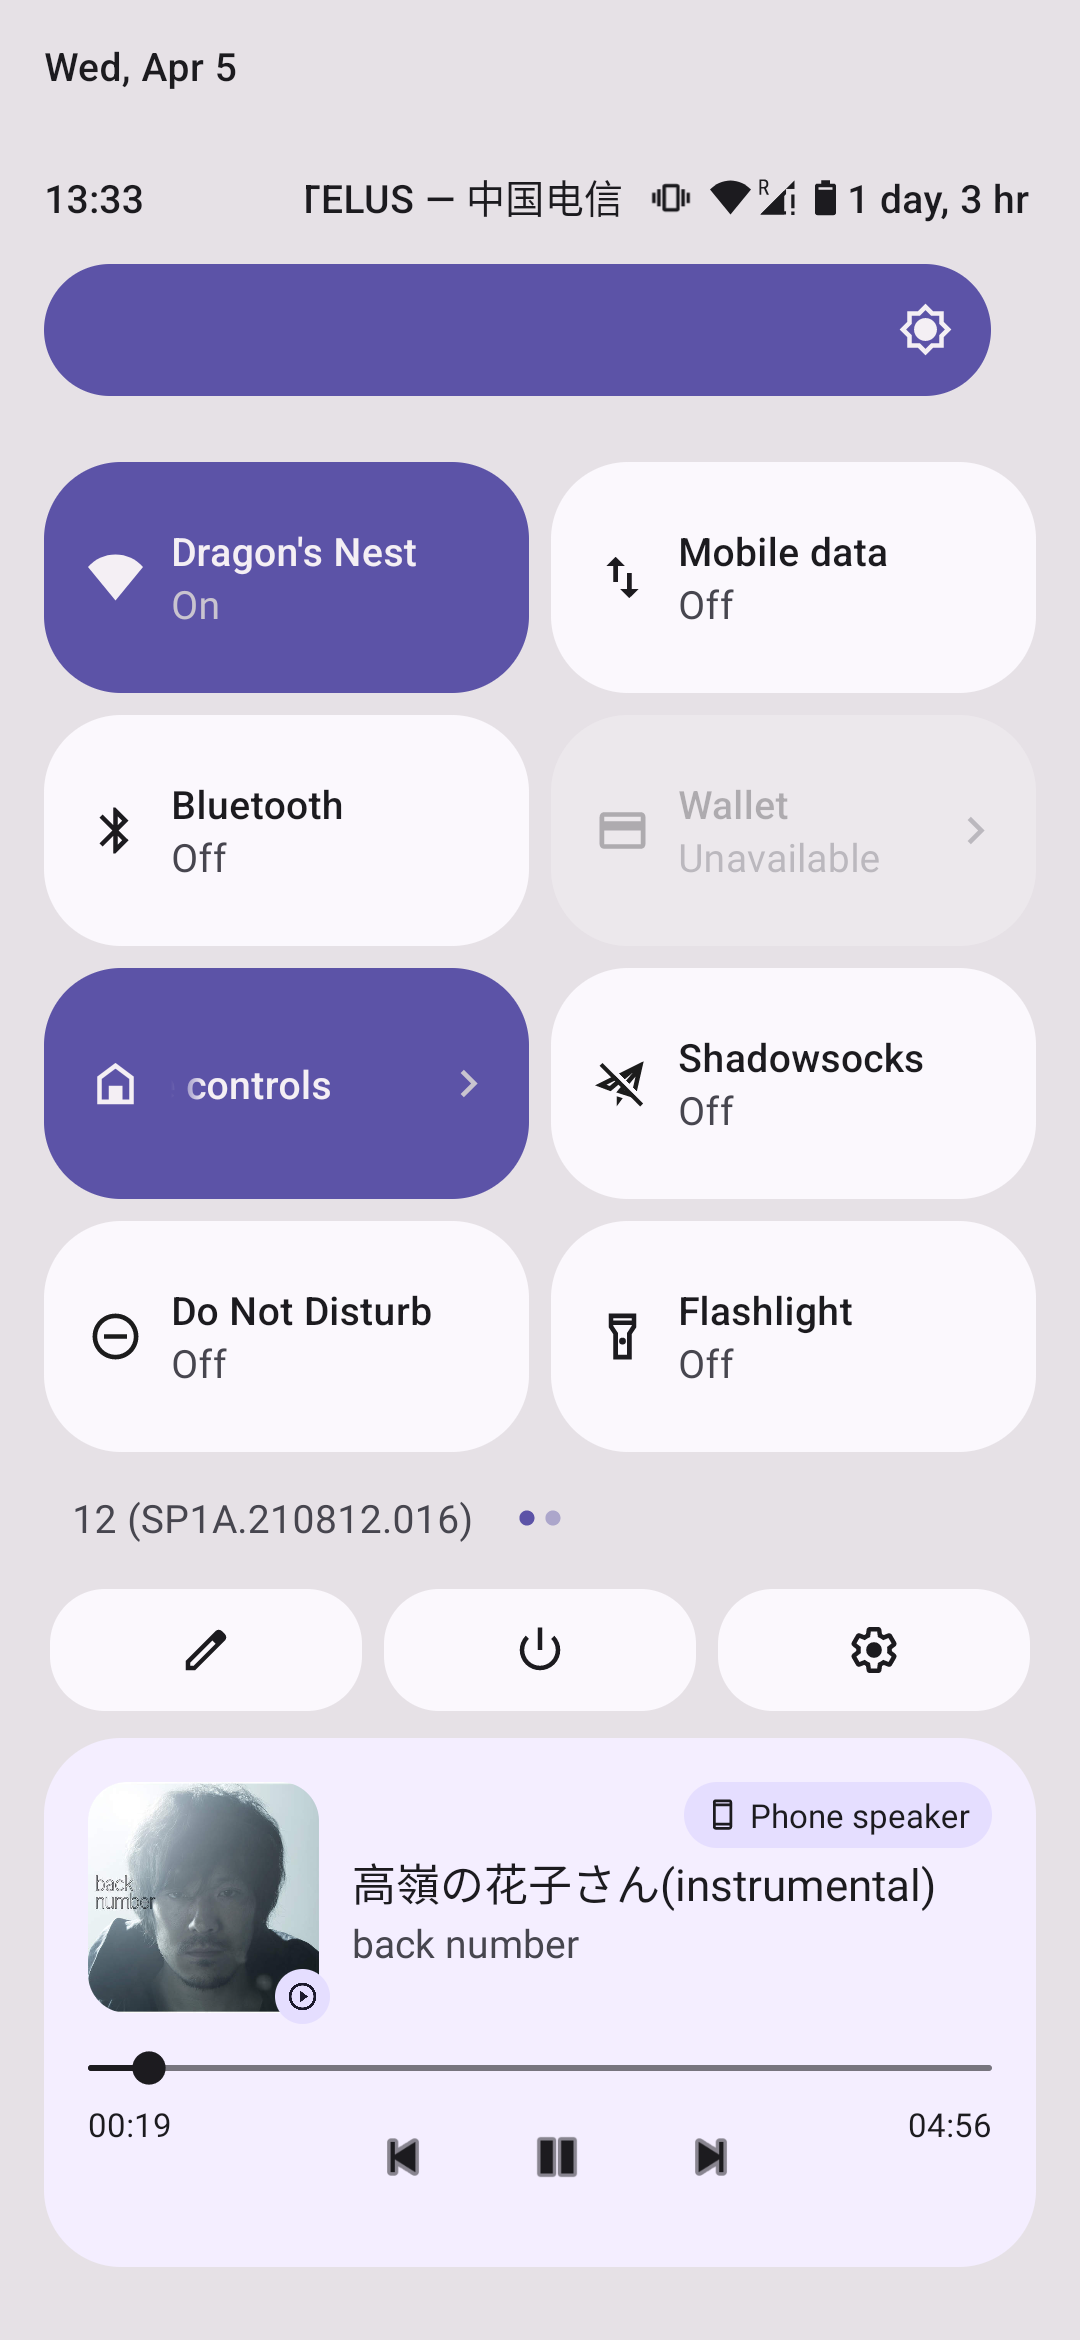 Wed, Apr 5
13:33 TELUS — 中国电信 R 1 day, 3 hr
Dragon's Nest
On
Mobile data
Off
Bluetooth
Off
Wallet
Unavailable
controls
Shadowsocks
Off
Do Not Disturb
Off
Flashlight
Off
12 (SP1A.210812.016)
Phone speaker
back
number
高嶺の花子さん(instrumental)
back number
00:19
04:56